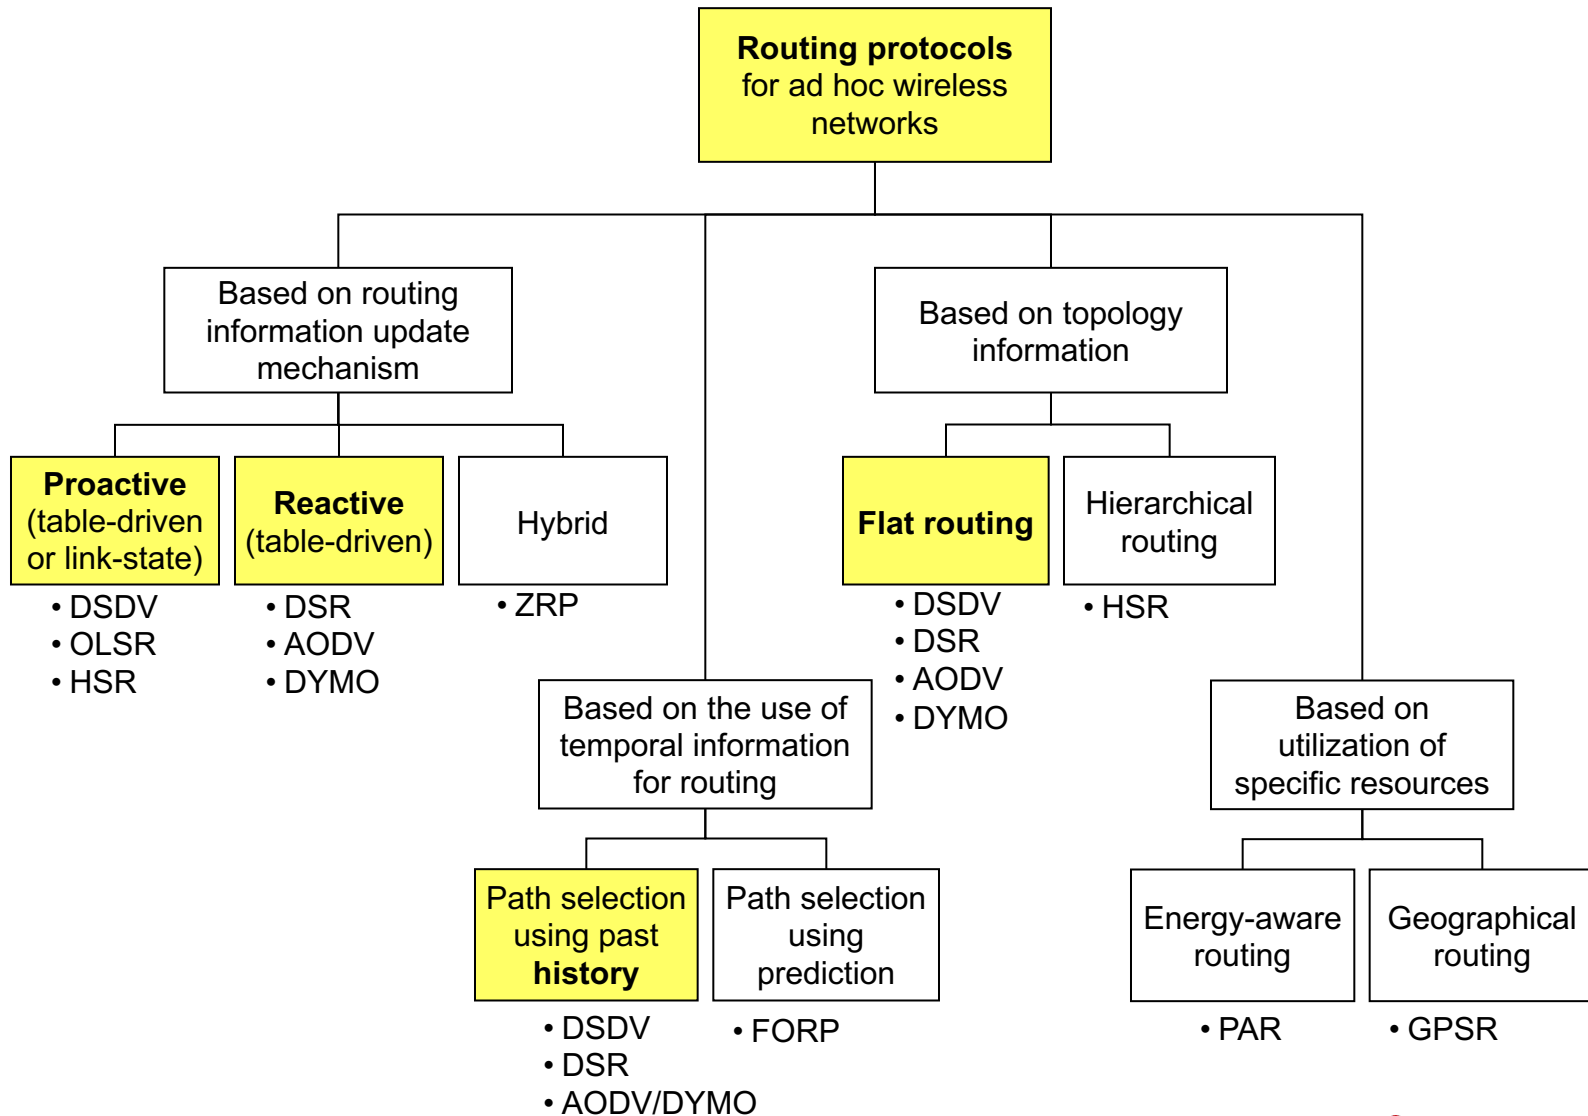 Routing protocols
for ad hoc wireless
networks
Based on routing
information update
mechanism
Based on topology
information
Proactive
(table-driven
or link-state)
Reactive
(table-driven)
Hybrid
Flat routing
Hierarchical
routing
• DSDV
• OLSR
• HSR
• DSR
• AODV
• DYMO
• ZRP
• DSDV
• DSR
• AODV
• DYMO
• HSR
Based on the use of
temporal information
for routing
Based on
utilization of
specific resources
Path selection
using past
history
Path selection
using
prediction
Energy-aware
routing
Geographical
routing
• DSDV
• DSR
• AODV/DYMO
• FORP
• PAR
• GPSR